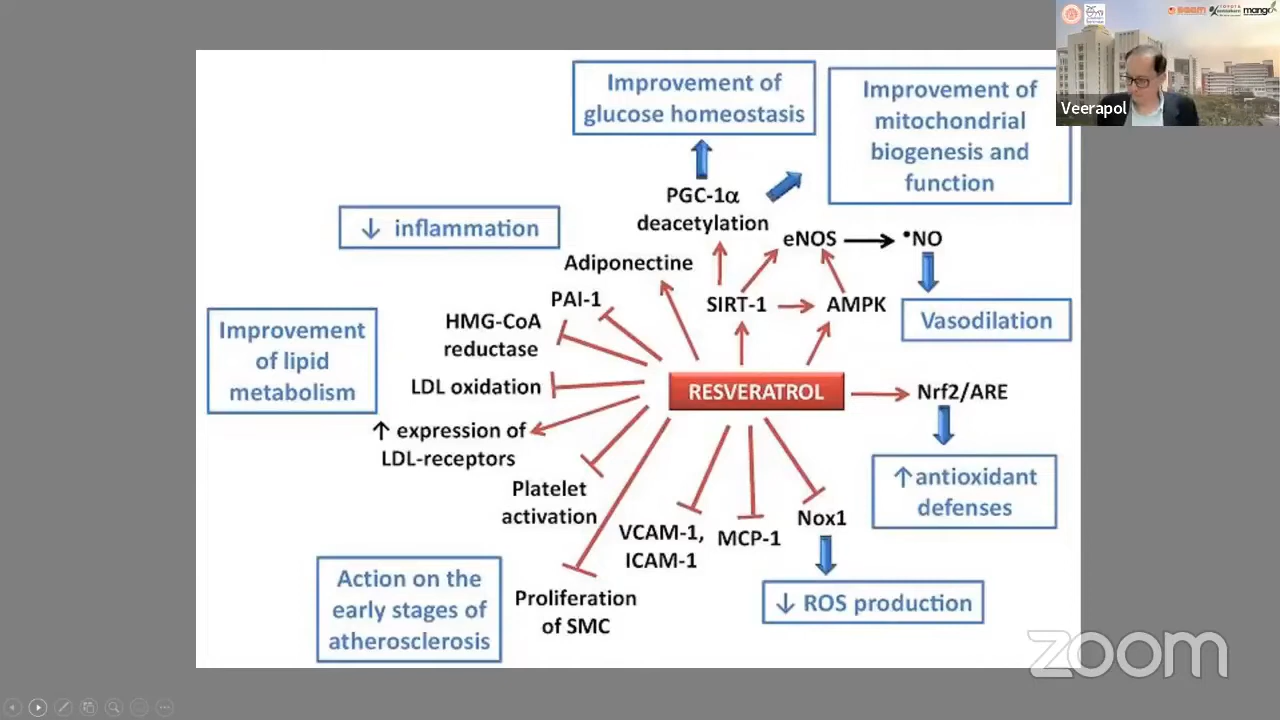 Improvement of
glucose homeostasis
Improvement of
mitochondrial
biogenesis and
function
Veerapol
mango
PGC-1α
deacetylation
↓ inflammation
eNOS
•NO
Adiponectine
PAI-1
SIRT-1
AMPK
Vasodilation
HMG-CoA
reductase
Improvement
of lipid
metabolism
LDL oxidation
RESVERATROL
Nrf2/ARE
↑ expression of
LDL-receptors
↑antioxidant
defenses
Platelet
activation
VCAM-1,
ICAM-1
MCP-1
Nox1
Action on the
early stages of
atherosclerosis
Proliferation
of SMC
↓ ROS production
zoom